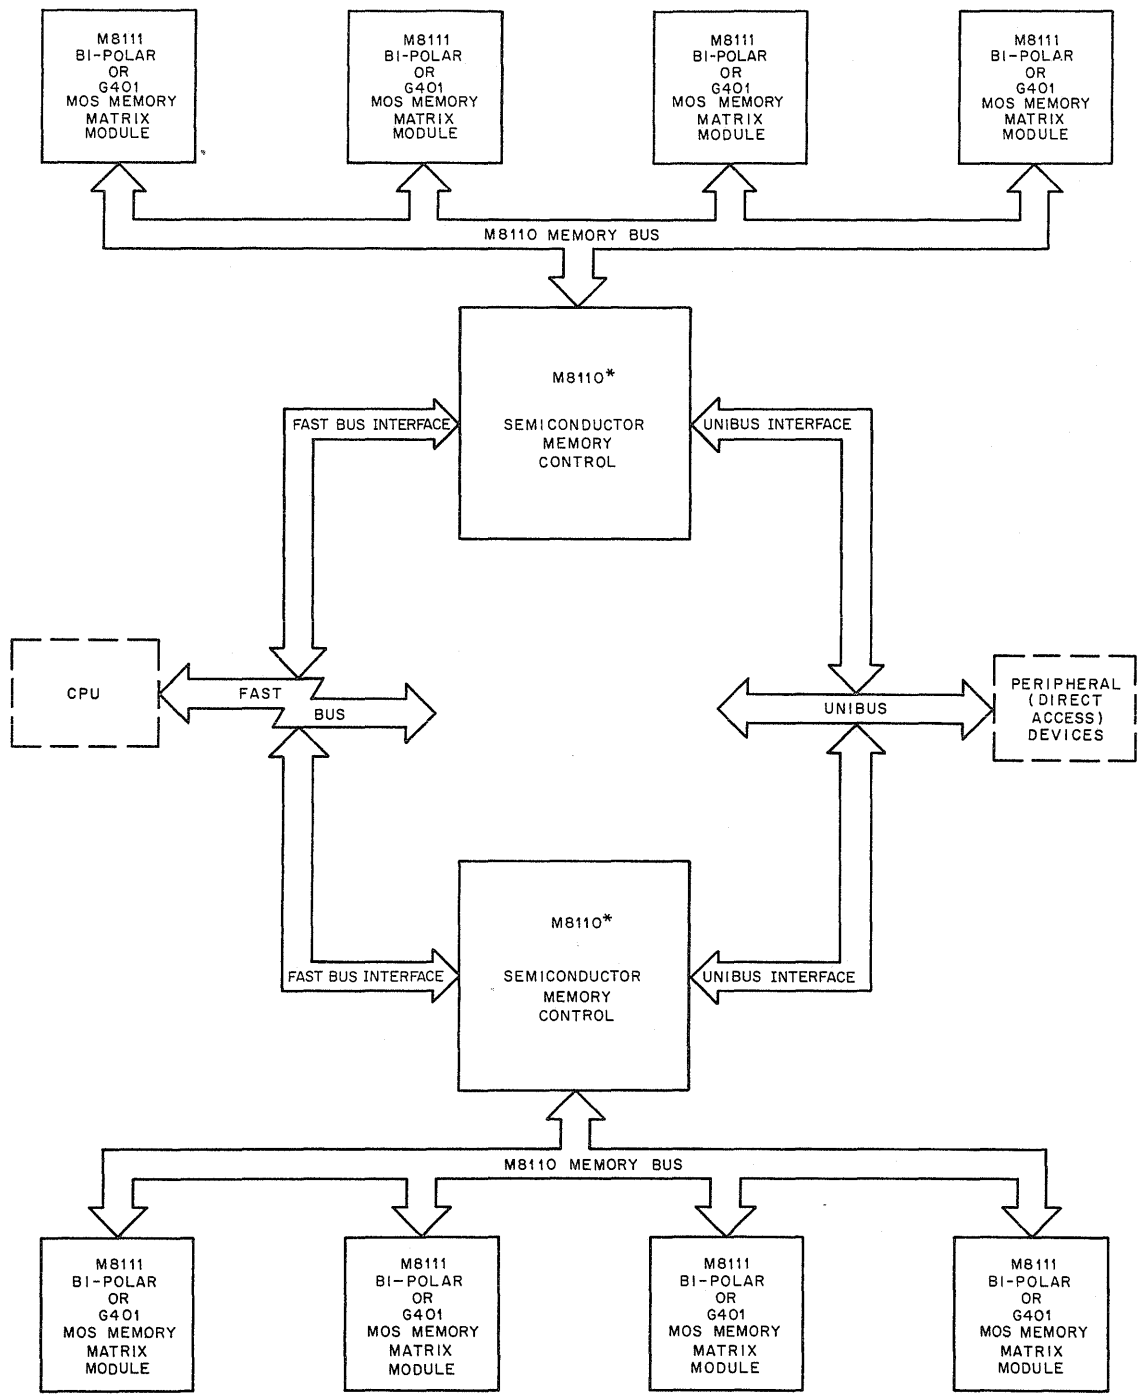 M8111
BI-POLAR
OR
G401
MOS MEMORY
MATRIX
MODULE
M8111
BI-POLAR
OR
G401
MOS MEMORY
MATRIX
MODULE
M8111
BI-POLAR
OR
G401
MOS MEMORY
MATRIX
MODULE
M8111
BI-POLAR
OR
G401
MOS MEMORY
MATRIX
MODULE
M8110 MEMORY BUS
M8110*
SEMICONDUCTOR
MEMORY
CONTROL
FAST BUS INTERFACE
UNIBUS INTERFACE
CPU
FAST
BUS
UNIBUS
PERIPHERAL
(DIRECT
ACCESS)
DEVICES
M8110*
SEMICONDUCTOR
MEMORY
CONTROL
FAST BUS INTERFACE
UNIBUS INTERFACE
M8110 MEMORY BUS
M8111
BI-POLAR
OR
G401
MOS MEMORY
MATRIX
MODULE
M8111
BI-POLAR
OR
G401
MOS MEMORY
MATRIX
MODULE
M8111
BI-POLAR
OR
G401
MOS MEMORY
MATRIX
MODULE
M8111
BI-POLAR
OR
G401
MOS MEMORY
MATRIX
MODULE